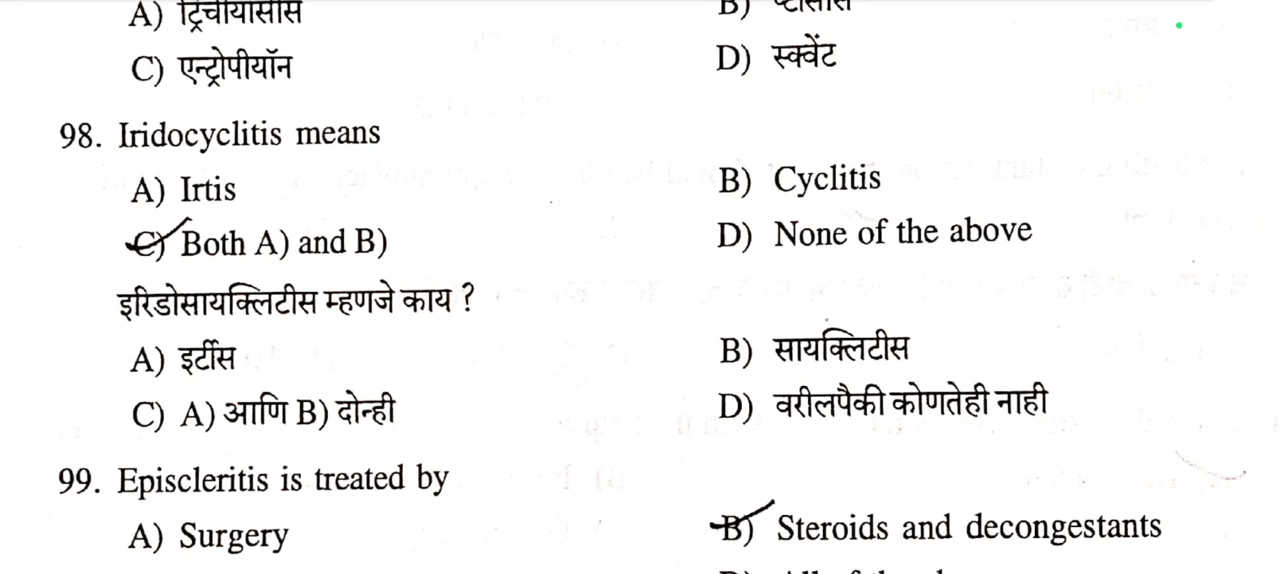 A) ट्रिचीयासीस B) प्टोसीस
C) एन्ट्रोपीयॉन D) स्क्वेंट
98. Iridocyclitis means
A) Irtis B) Cyclitis
C) Both A) and B) D) None of the above
इरिडोसायक्लिटीस म्हणजे काय ?
A) इर्टीस B) सायक्लिटीस
C) A) आणि B) दोन्ही D) वरीलपैकी कोणतेही नाही
99. Episcleritis is treated by
A) Surgery B) Steroids and decongestants